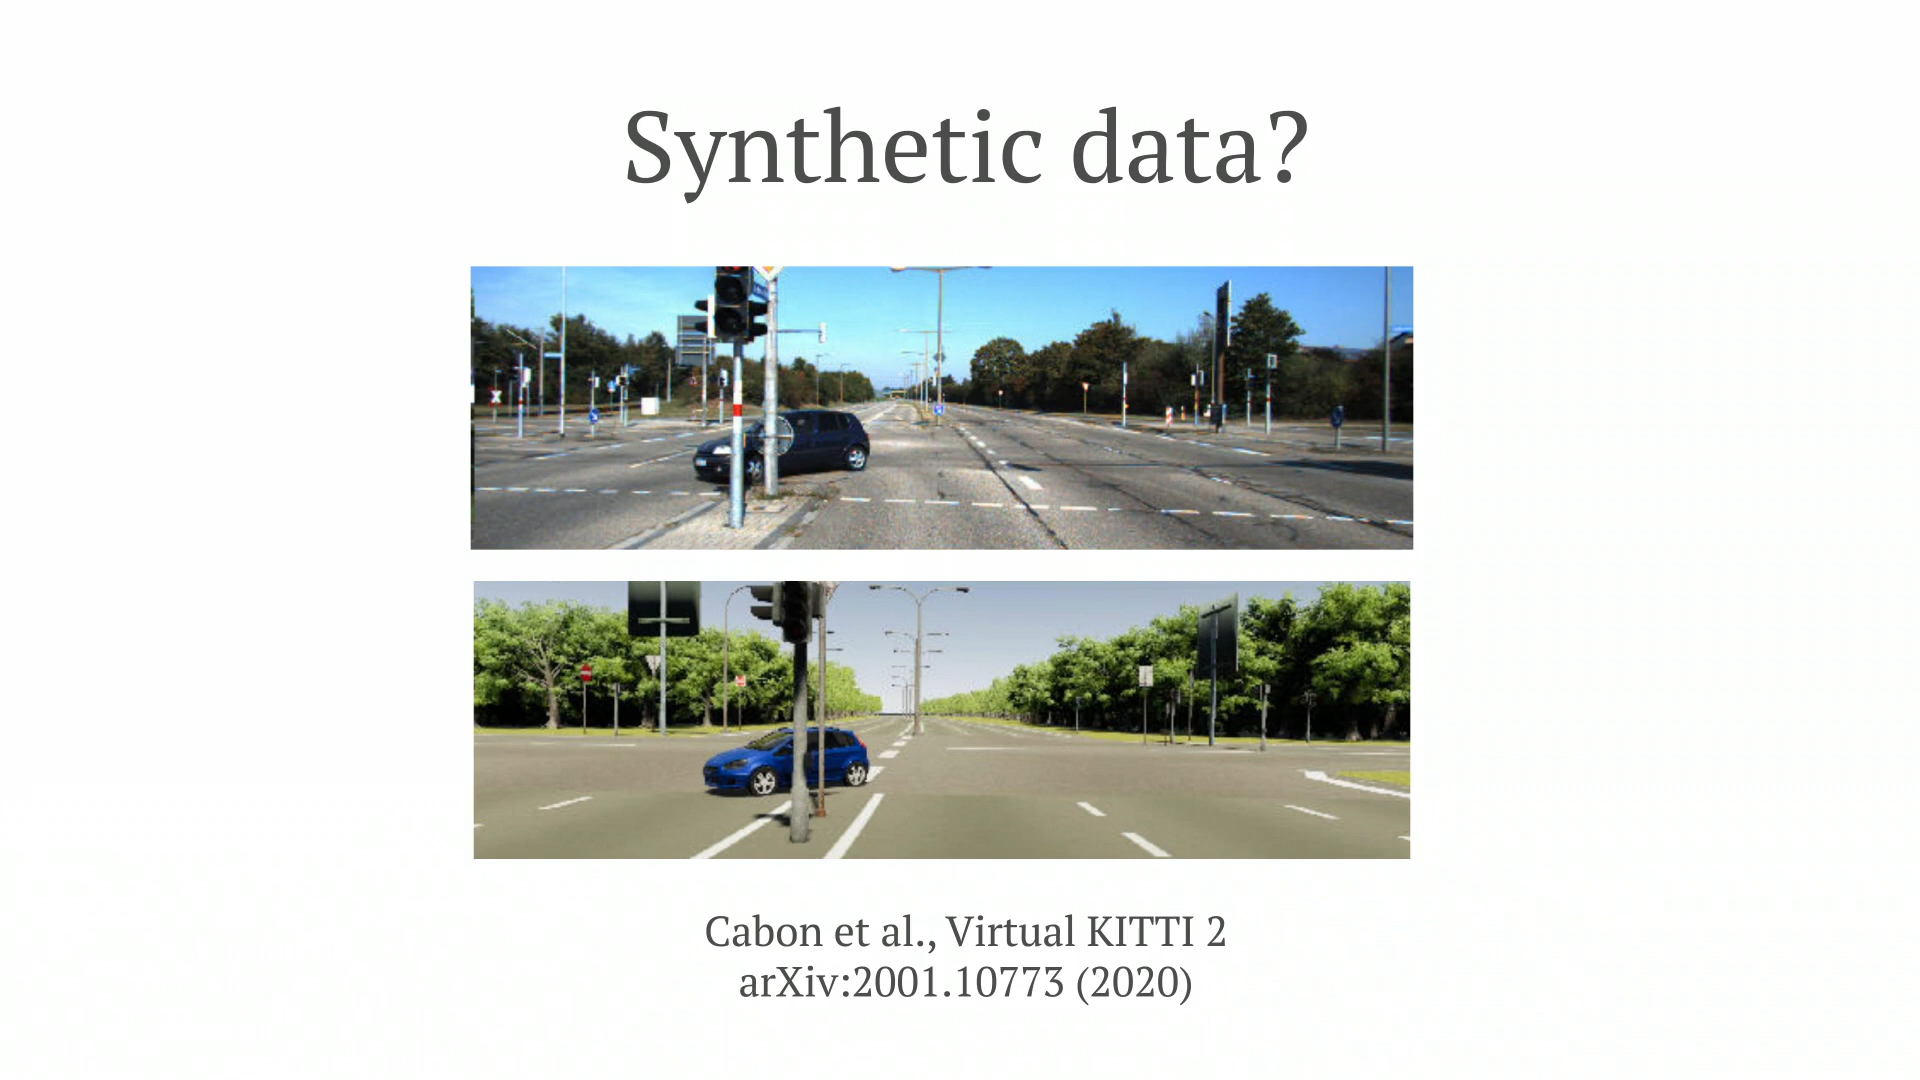 Synthetic data?
Cabon et al., Virtual KITTI 2
arXiv:2001.10773 (2020)